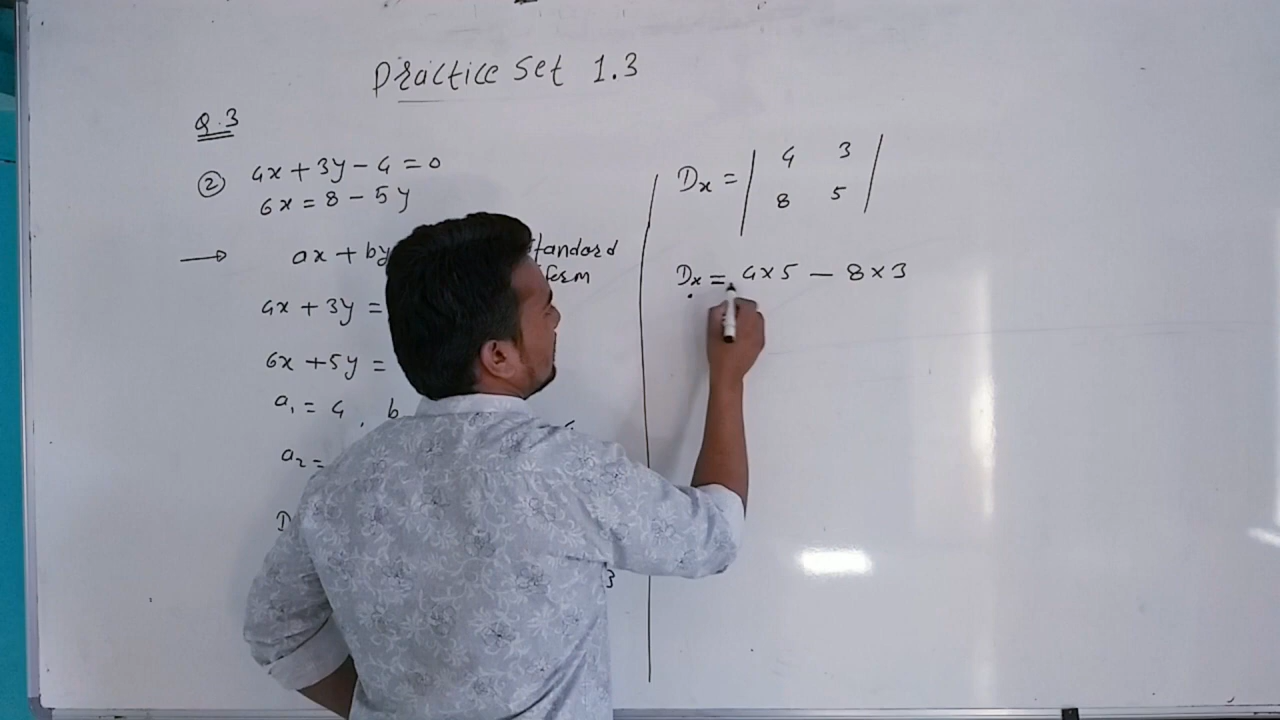 Practice Set 1.3
Q.3
② 4x + 3y - 4 = 0
6x = 8 - 5y
→ ax + by standard
form
4x + 3y =
6x + 5y =
a₁ = 4 , b
a₂ =
D
3
Dx = | 4 3 |
| 8 5 |
Dx = 4 x 5 - 8 x 3